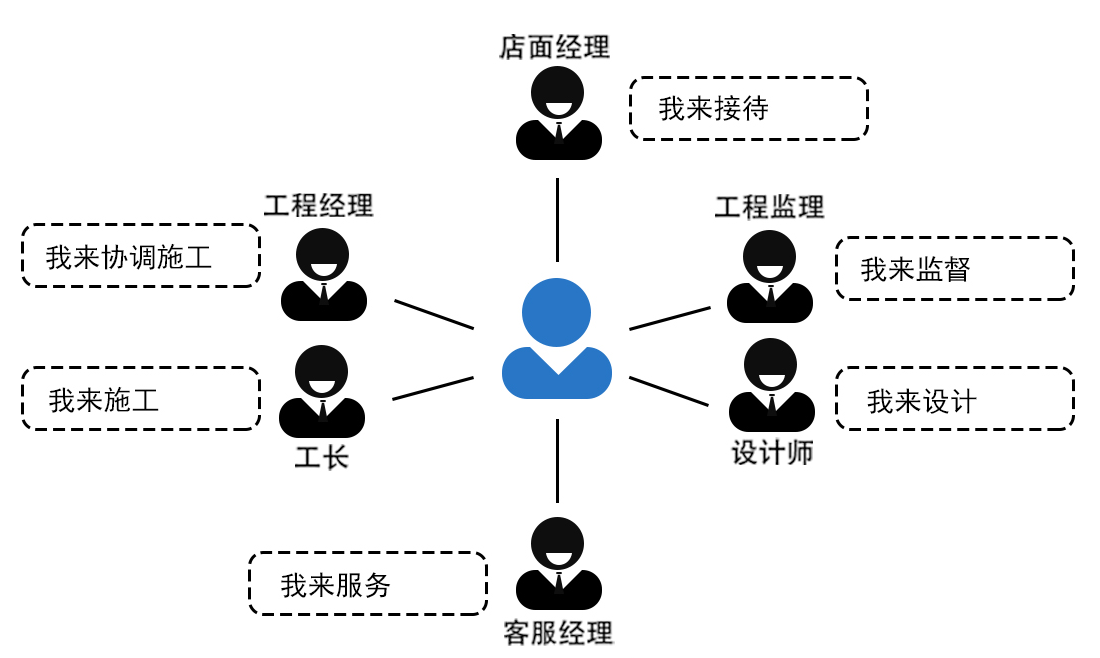 店面经理
我来接待
工程经理
工程监理
我来协调施工
我来监督
我来施工
我来设计
工长
设计师
我来服务
客服经理